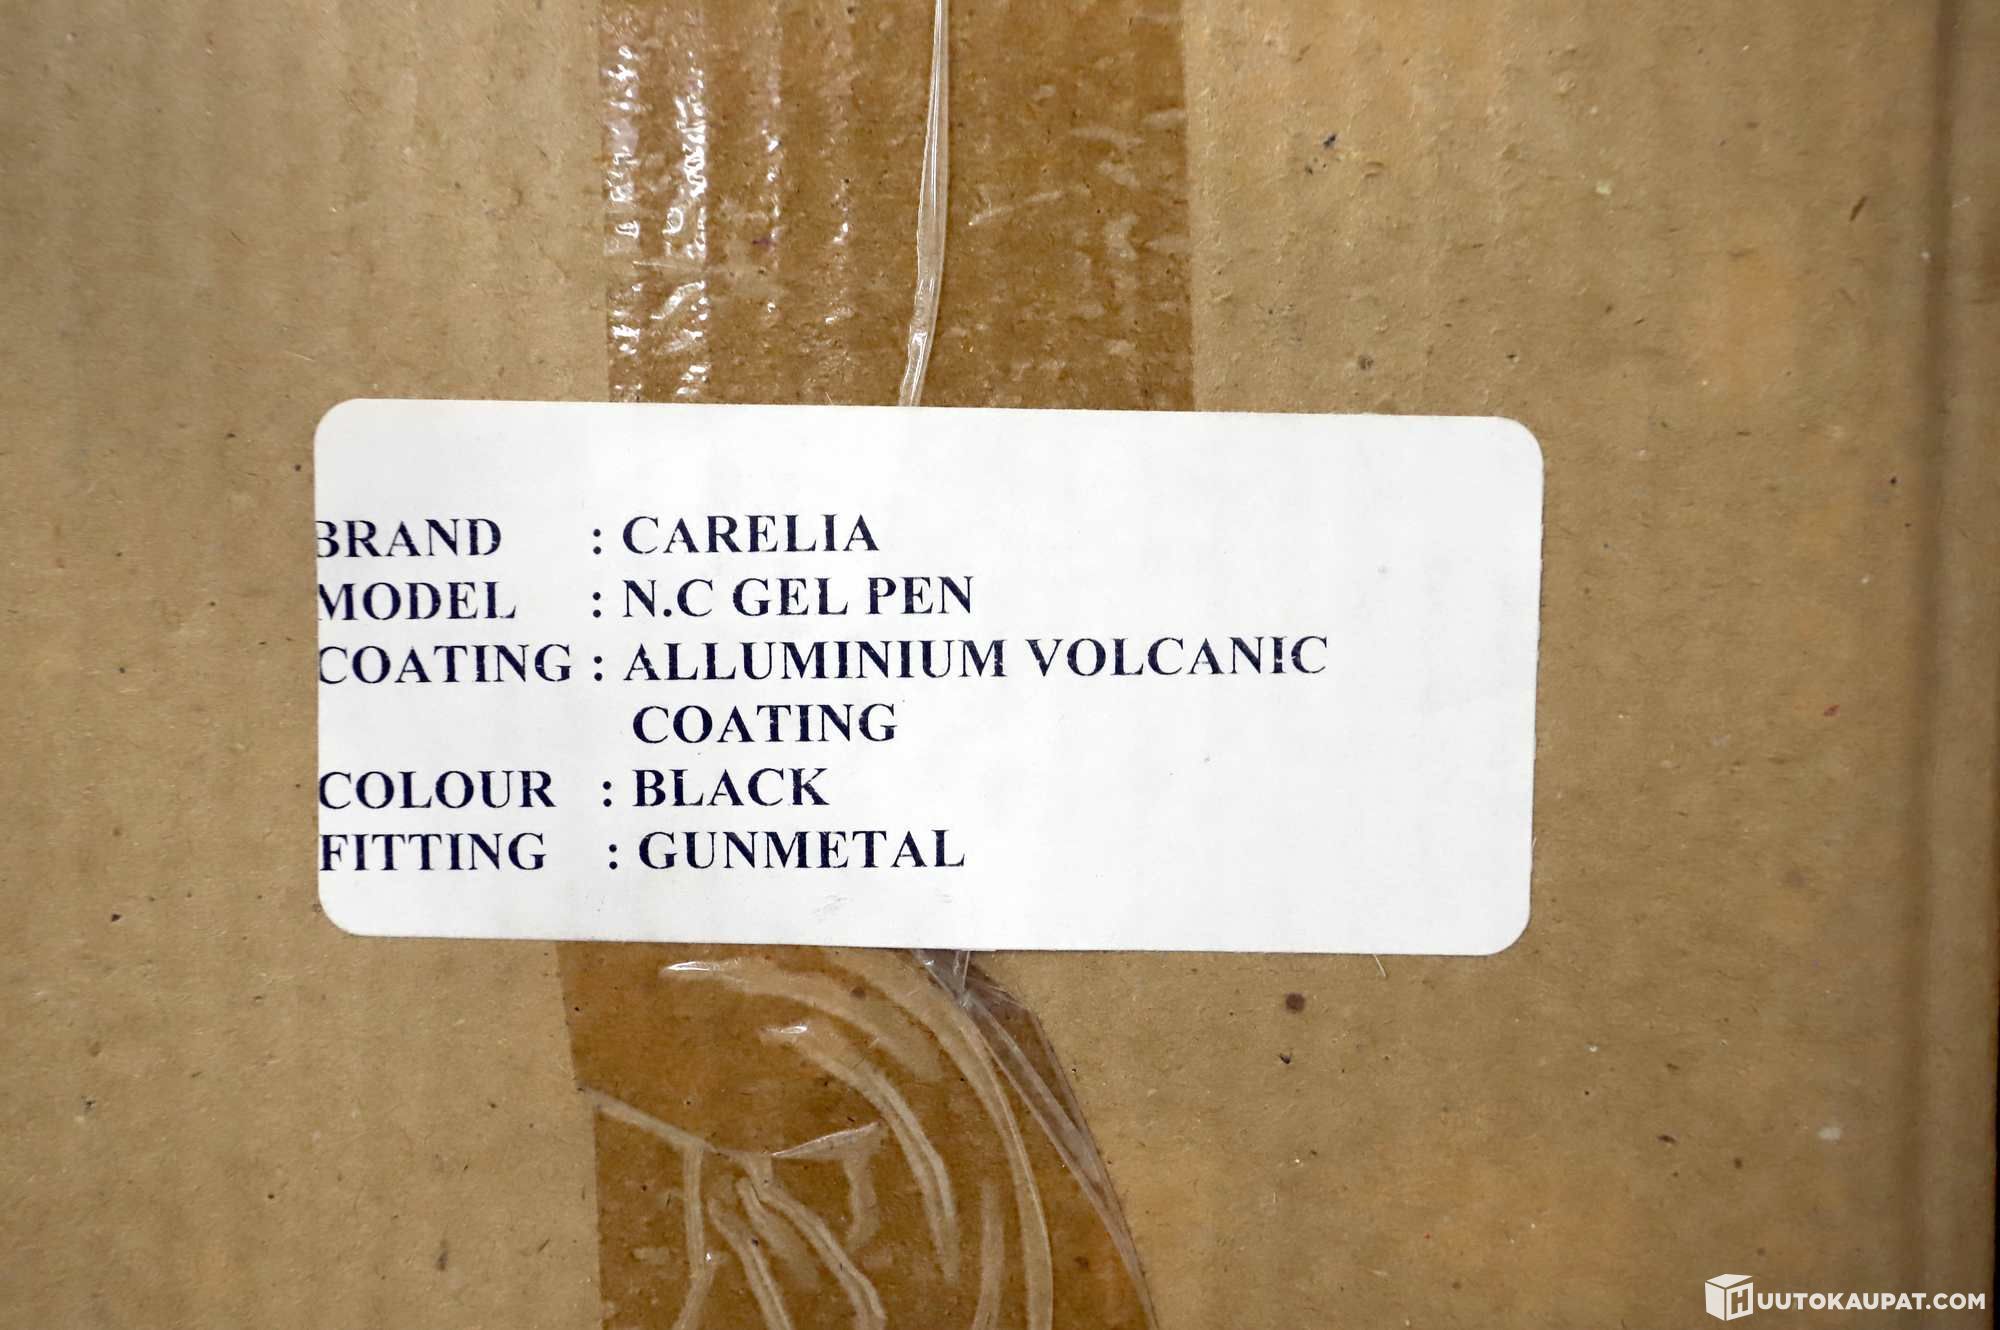 BRAND : CARELIA
MODEL : N.C GEL PEN
COATING : ALLUMINIUM VOLCANIC
COATING
COLOUR : BLACK
FITTING : GUNMETAL
HUUTOKAUPAT.COM